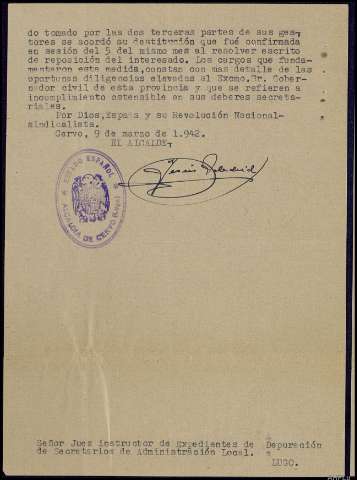 do tomado por las dos terceras partes de sus ges-
tores se acordó su destitución que foé confirmada
en sesión del 5 del mismo mes al resolver escrito
de reposición del interesado. Los cargos que funda-
mentaron esta medida, constan con mas detalle de las
oportunas diligencias elevadas al Excmo. Sr. Gober-
nador civil de esta provincia y que se refieren a
incumplimiento ostensible en sus deberes secreta-
riales.
Por Dios, España y su Revolución Nacional-
sindicalista.
Cervo, 9 de marzo de 1.942.
EL ALCALDE,
ESTADO ESPAÑOL
ALCALDIA DE CERVO (Lugo)
Señor Juez instructor de Expedientes de Depuración
de Secretarios de Administración Local.
LUGO.